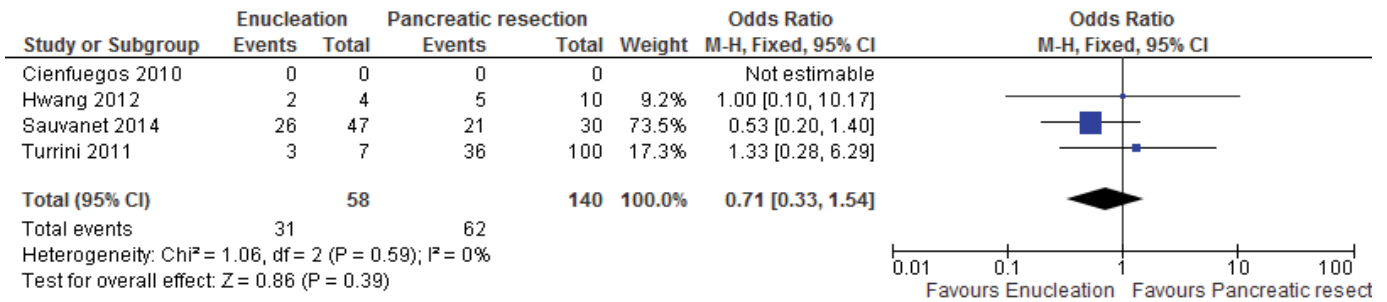 Enucleation Pancreatic resection Odds Ratio Odds Ratio
Study or Subgroup Events Total Events Total Weight M-H, Fixed, 95% CI M-H, Fixed, 95% CI
Cienfuegos 2010 0 0 0 0 Not estimable
Hwang 2012 2 4 5 10 9.2% 1.00 [0.10, 10.17]
Sauvanet 2014 26 47 21 30 73.5% 0.53 [0.20, 1.40]
Turrini 2011 3 7 36 100 17.3% 1.33 [0.28, 6.29]
Total (95% CI) 58 140 100.0% 0.71 [0.33, 1.54]
Total events 31 62
Heterogeneity: Chi² = 1.06, df = 2 (P = 0.59); I² = 0%
Test for overall effect: Z = 0.86 (P = 0.39)
0.01 0.1 1 10 100
Favours Enucleation Favours Pancreatic resect